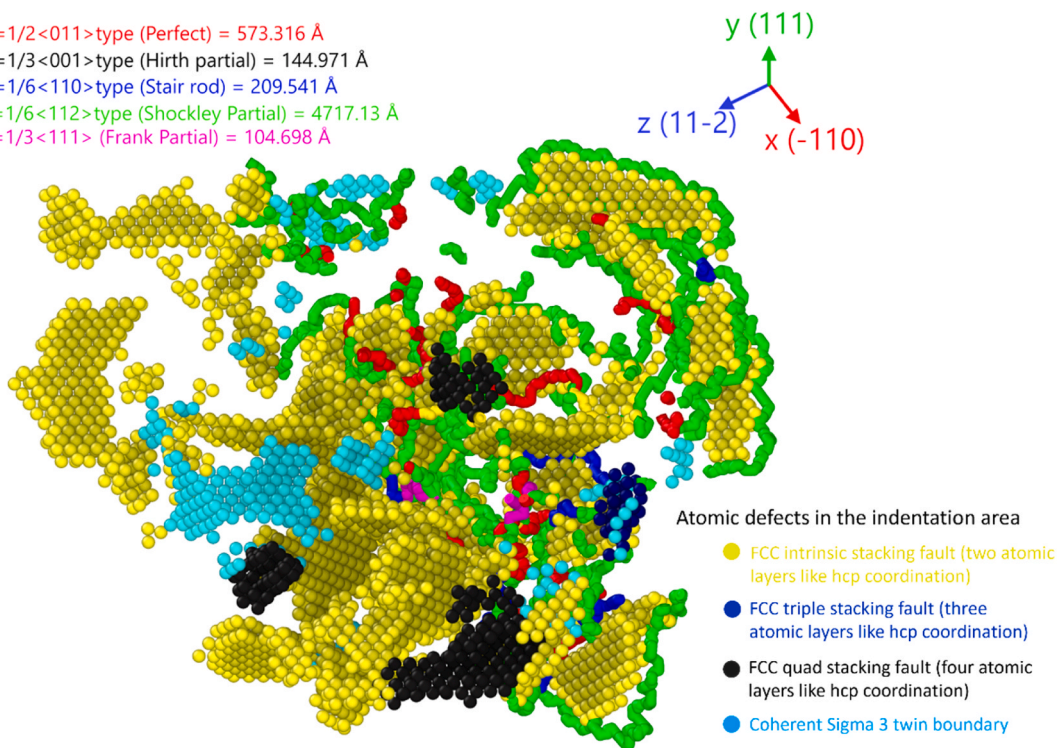 =1/2<011>type (Perfect) = 573.316 Å
=1/3<001>type (Hirth partial) = 144.971 Å
=1/6<110>type (Stair rod) = 209.541 Å
=1/6<112>type (Shockley Partial) = 4717.13 Å
=1/3<111> (Frank Partial) = 104.698 Å
y (111)
z (11-2)
x (-110)
Atomic defects in the indentation area
FCC intrinsic stacking fault (two atomic
layers like hcp coordination)
FCC triple stacking fault (three
atomic layers like hcp coordination)
FCC quad stacking fault (four atomic
layers like hcp coordination)
Coherent Sigma 3 twin boundary